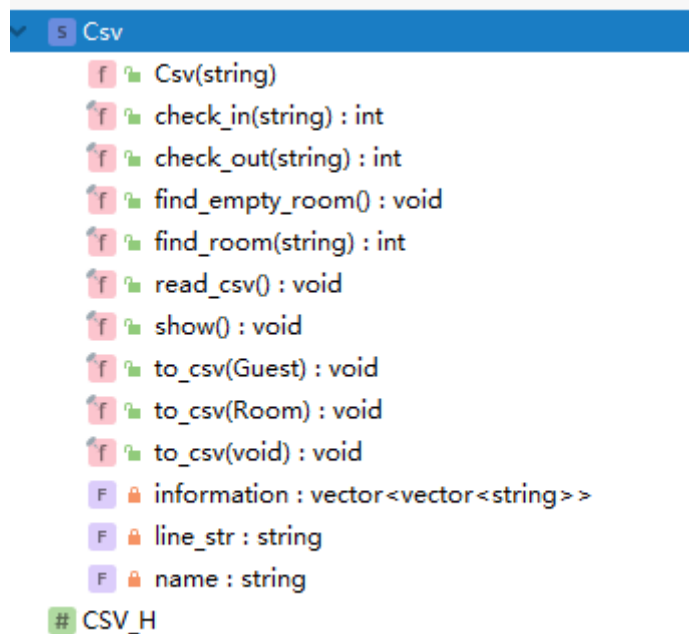 S Csv
f Csv(string)
f check_in(string) : int
f check_out(string) : int
f find_empty_room() : void
f find_room(string) : int
f read_csv() : void
f show() : void
f to_csv(Guest) : void
f to_csv(Room) : void
f to_csv(void) : void
F information : vector<vector<string>>
F line_str : string
F name : string
# CSV_H